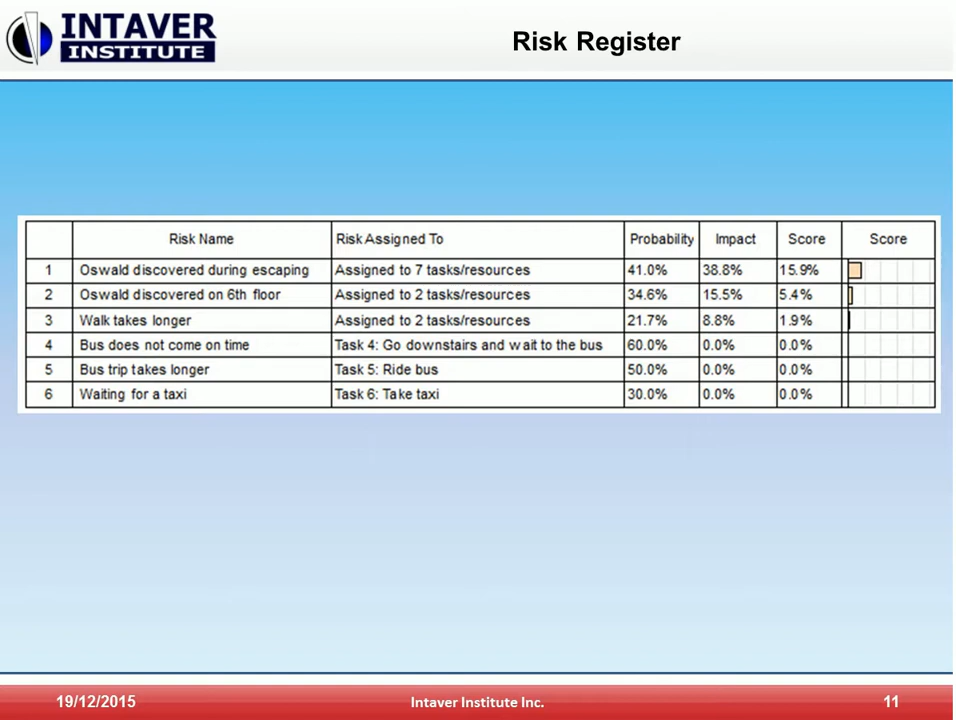 INTAVER
INSTITUTE
Risk Register
Risk Name Risk Assigned To Probability Impact Score Score
1 Oswald discovered during escaping Assigned to 7 tasks/resources 41.0% 38.8% 15.9%
2 Oswald discovered on 6th floor Assigned to 2 tasks/resources 34.6% 15.5% 5.4%
3 Walk takes longer Assigned to 2 tasks/resources 21.7% 8.8% 1.9%
4 Bus does not come on time Task 4: Go downstairs and wait to the bus 60.0% 0.0% 0.0%
5 Bus trip takes longer Task 5: Ride bus 50.0% 0.0% 0.0%
6 Waiting for a taxi Task 6: Take taxi 30.0% 0.0% 0.0%
19/12/2015 Intaver Institute Inc. 11